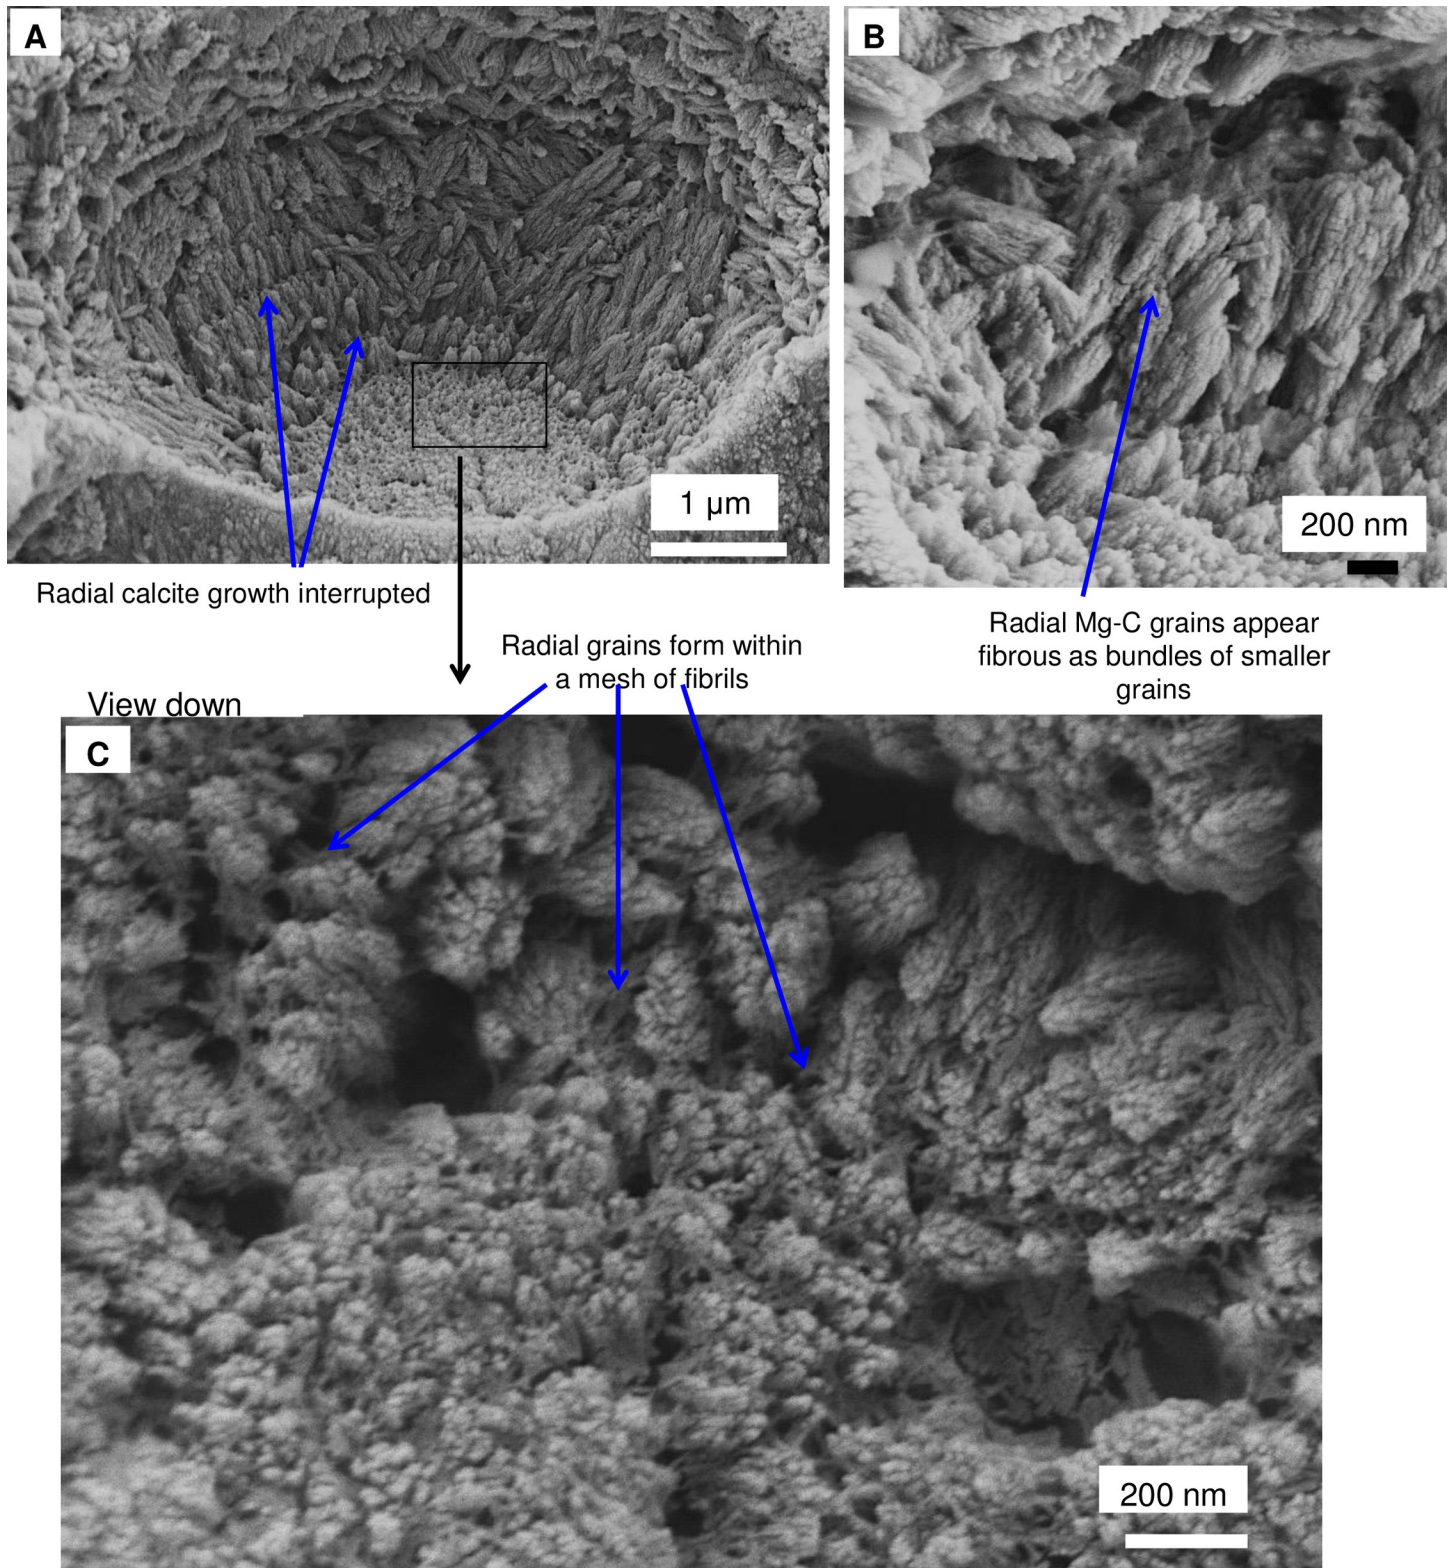 A
B
1 µm
200 nm
Radial calcite growth interrupted
Radial Mg-C grains appear
fibrous as bundles of smaller
grains
Radial grains form within
a mesh of fibrils
View down
C
200 nm